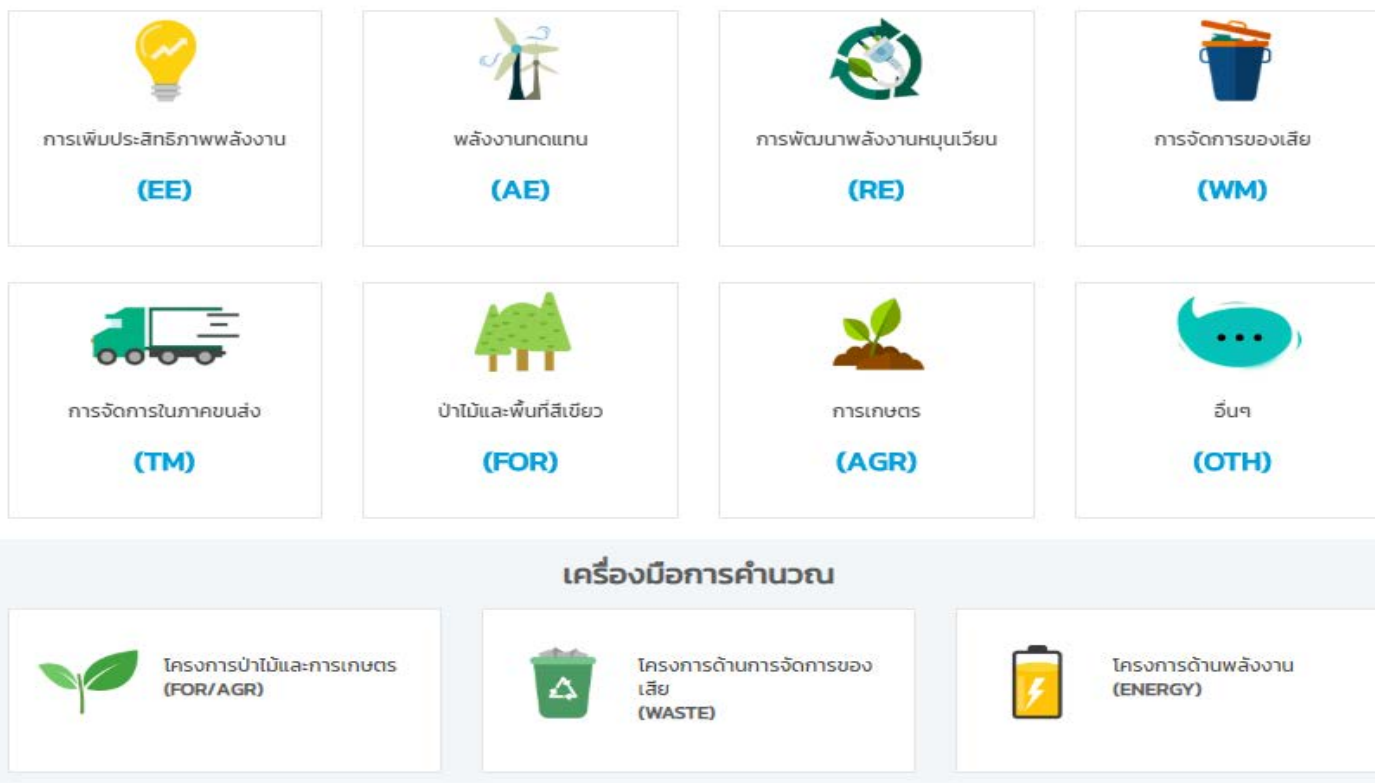 การเพิ่มประสิทธิภาพพลังงาน
(EE)
พลังงานทดแทน
(AE)
การพัฒนาพลังงานหมุนเวียน
(RE)
การจัดการของเสีย
(WM)
การจัดการในภาคขนส่ง
(TM)
ป่าไม้และพื้นที่สีเขียว
(FOR)
การเกษตร
(AGR)
อื่นๆ
(OTH)
เครื่องมือการคำนวณ
โครงการป่าไม้และการเกษตร
(FOR/AGR)
โครงการด้านการจัดการของ
เสีย
(WASTE)
โครงการด้านพลังงาน
(ENERGY)